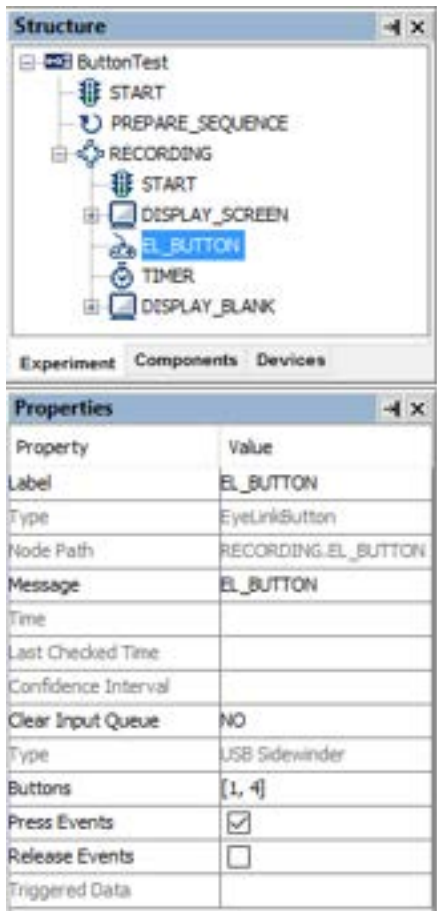 Structure
ButtonTest
START
PREPARE_SEQUENCE
RECORDING
START
DISPLAY_SCREEN
EL_BUTTON
TIMER
DISPLAY_BLANK
Experiment Components Devices
Properties
Property Value
Label EL_BUTTON
Type EyeLinkButton
Node Path RECORDING.EL_BUTTON
Message EL_BUTTON
Time
Last Checked Time
Confidence Interval
Clear Input Queue NO
Type USB Sidewinder
Buttons [1, 4]
Press Events
Release Events
Triggered Data